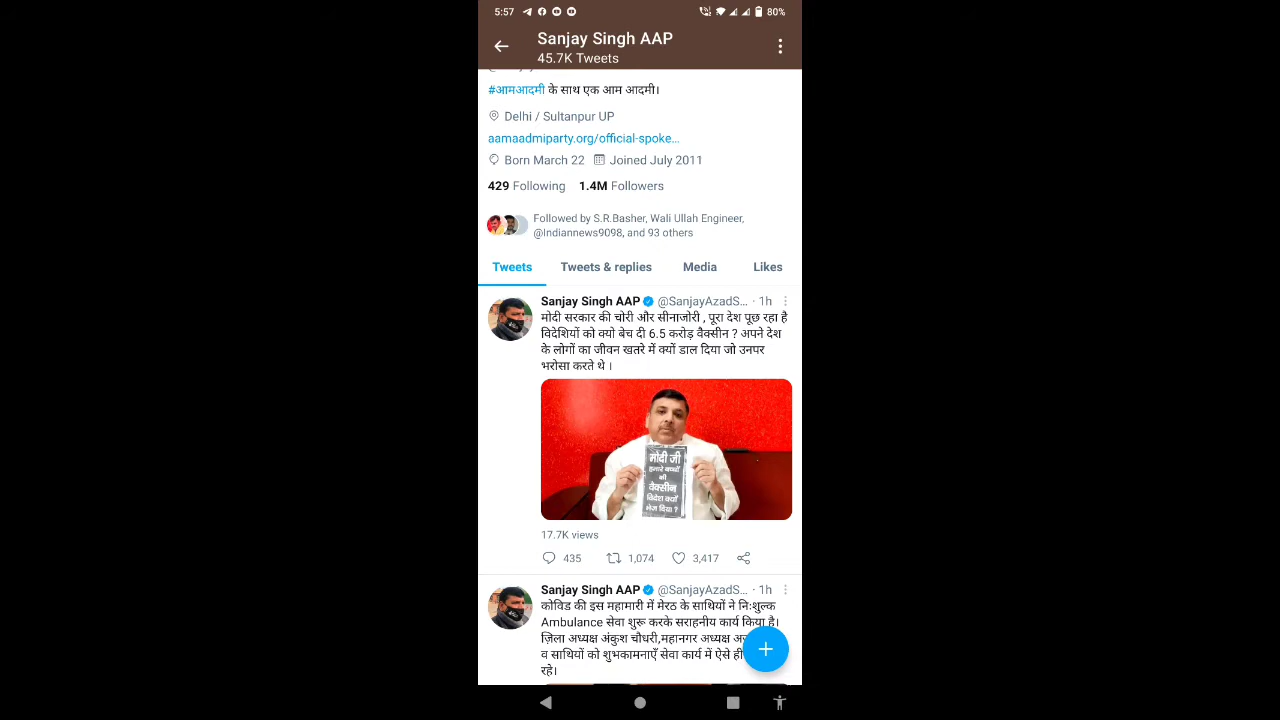 5:57
80%
Sanjay Singh AAP
45.7K Tweets
#आमआदमी के साथ एक आम आदमी।
Delhi / Sultanpur UP
aamaadmiparty.org/official-spoke...
Born March 22 Joined July 2011
429 Following 1.4M Followers
Followed by S.R.Basher, Wali Ullah Engineer,
@Indiannews9098, and 93 others
Tweets Tweets & replies Media Likes
Sanjay Singh AAP @SanjayAzadS... · 1h
मोदी सरकार की चोरी और सीनाजोरी , पूरा देश पूछ रहा है
विदेशियों को क्यो बेच दी 6.5 करोड़ वैक्सीन ? अपने देश
के लोगों का जीवन ख़तरे में क्यों डाल दिया जो उनपर
भरोसा करते थे ।
मोदी जी
हमारे बच्चों
की
वैक्सीन
विदेश क्यों
भेज दिया ?
17.7K views
435 1,074 3,417
Sanjay Singh AAP @SanjayAzadS... · 1h
कोविड की इस महामारी में मेरठ के साथियों ने निःशुल्क
Ambulance सेवा शुरू करके सराहनीय कार्य किया है।
ज़िला अध्यक्ष अंकुश चौधरी,महानगर अध्यक्ष
व साथियों को शुभकामनाएँ सेवा कार्य में ऐसे ही
रहे।